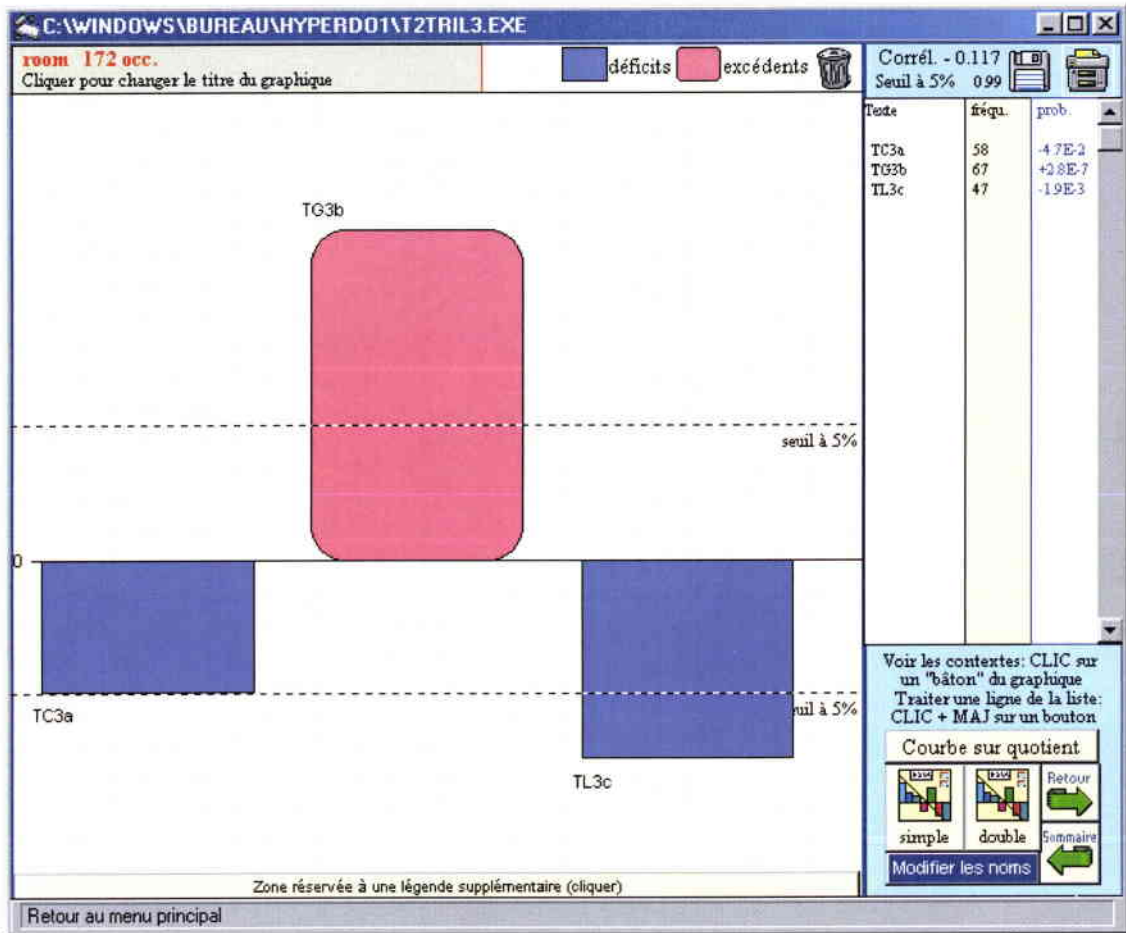 C:\WINDOWS\BUREAU\HYPERDO1\T2TRIL3.EXE
room 172 occ.
Cliquer pour changer le titre du graphique
déficits excédents
Corrél. - 0.117
Seuil à 5% 0.99
Texte fréqu. prob.
TC3a 58 -4.7E-2
TG3b 67 +2.8E-7
TL3c 47 -1.9E-3
TG3b
seuil à 5%
0
TC3a
uil à 5%
TL3c
Voir les contextes: CLIC sur
un "bâton" du graphique
Traiter une ligne de la liste:
CLIC + MAJ sur un bouton
Courbe sur quotient
simple
double
Retour
Sommaire
Modifier les noms
Zone réservée à une légende supplémentaire (cliquer)
Retour au menu principal